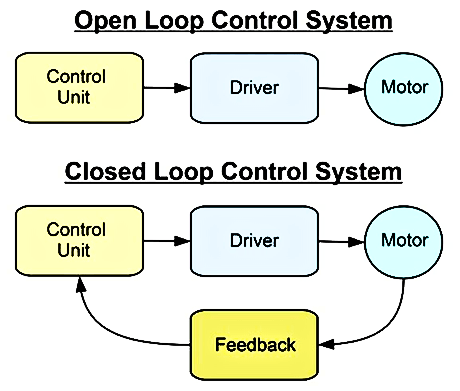 Open Loop Control System
Control
Unit
Driver
Motor
Closed Loop Control System
Control
Unit
Driver
Motor
Feedback